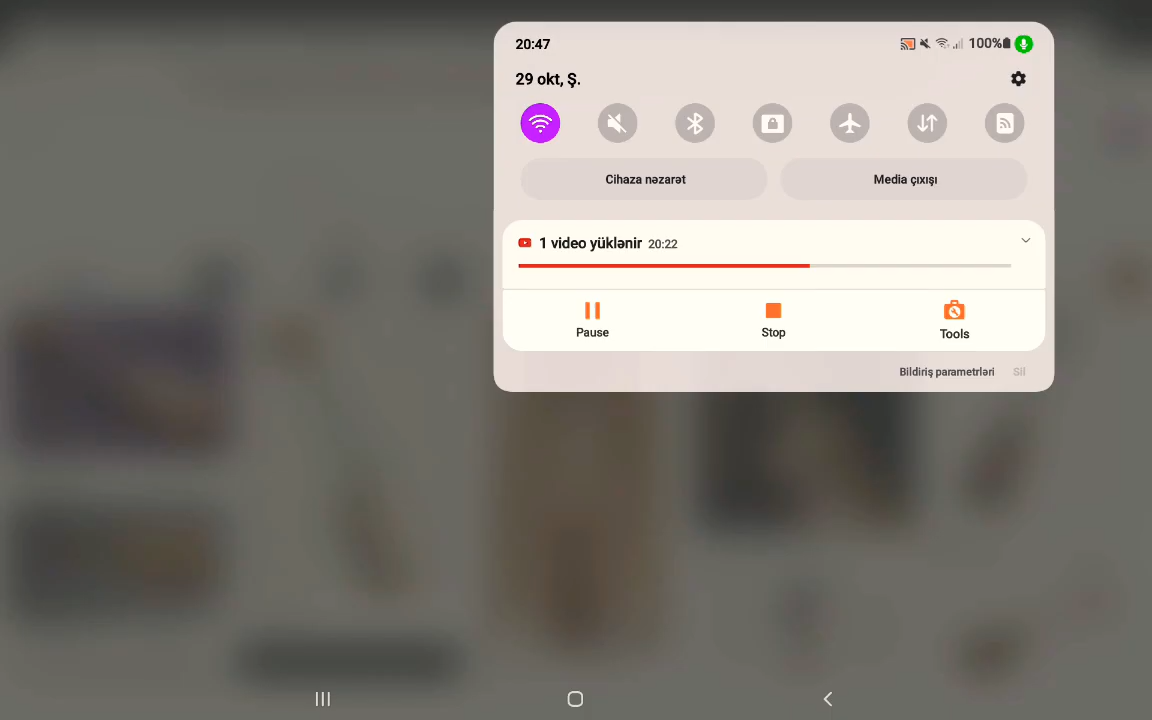 20:47
100%
29 okt, Ş.
Cihaza nəzarət
Media çıxışı
1 video yüklənir 20:22
Pause
Stop
Tools
Bildiriş parametrləri
Sil